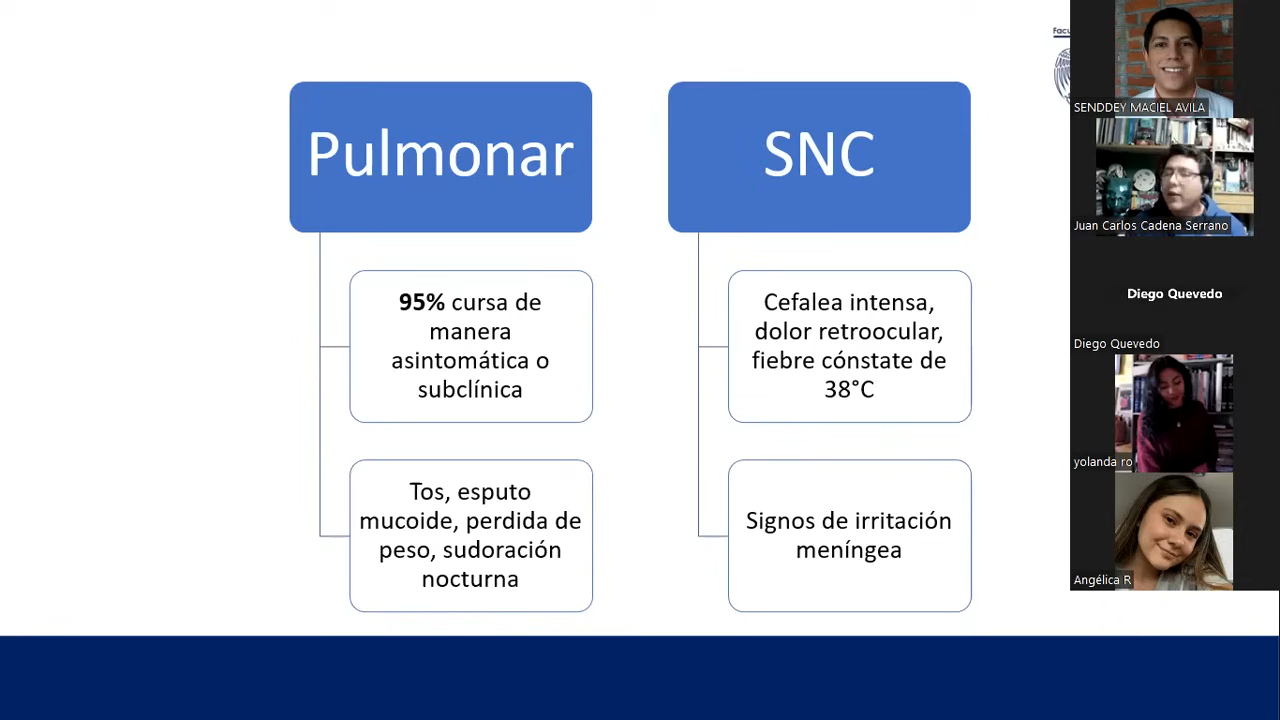 Pulmonar
95% cursa de
manera
asintomática o
subclínica
Tos, esputo
mucoide, perdida de
peso, sudoración
nocturna
SNC
Cefalea intensa,
dolor retroocular,
fiebre cónstate de
38°C
Signos de irritación
meníngea
Facu
SENDDEY MACIEL AVILA
Juan Carlos Cadena Serrano
Diego Quevedo
Diego Quevedo
yolanda ro
Angélica R